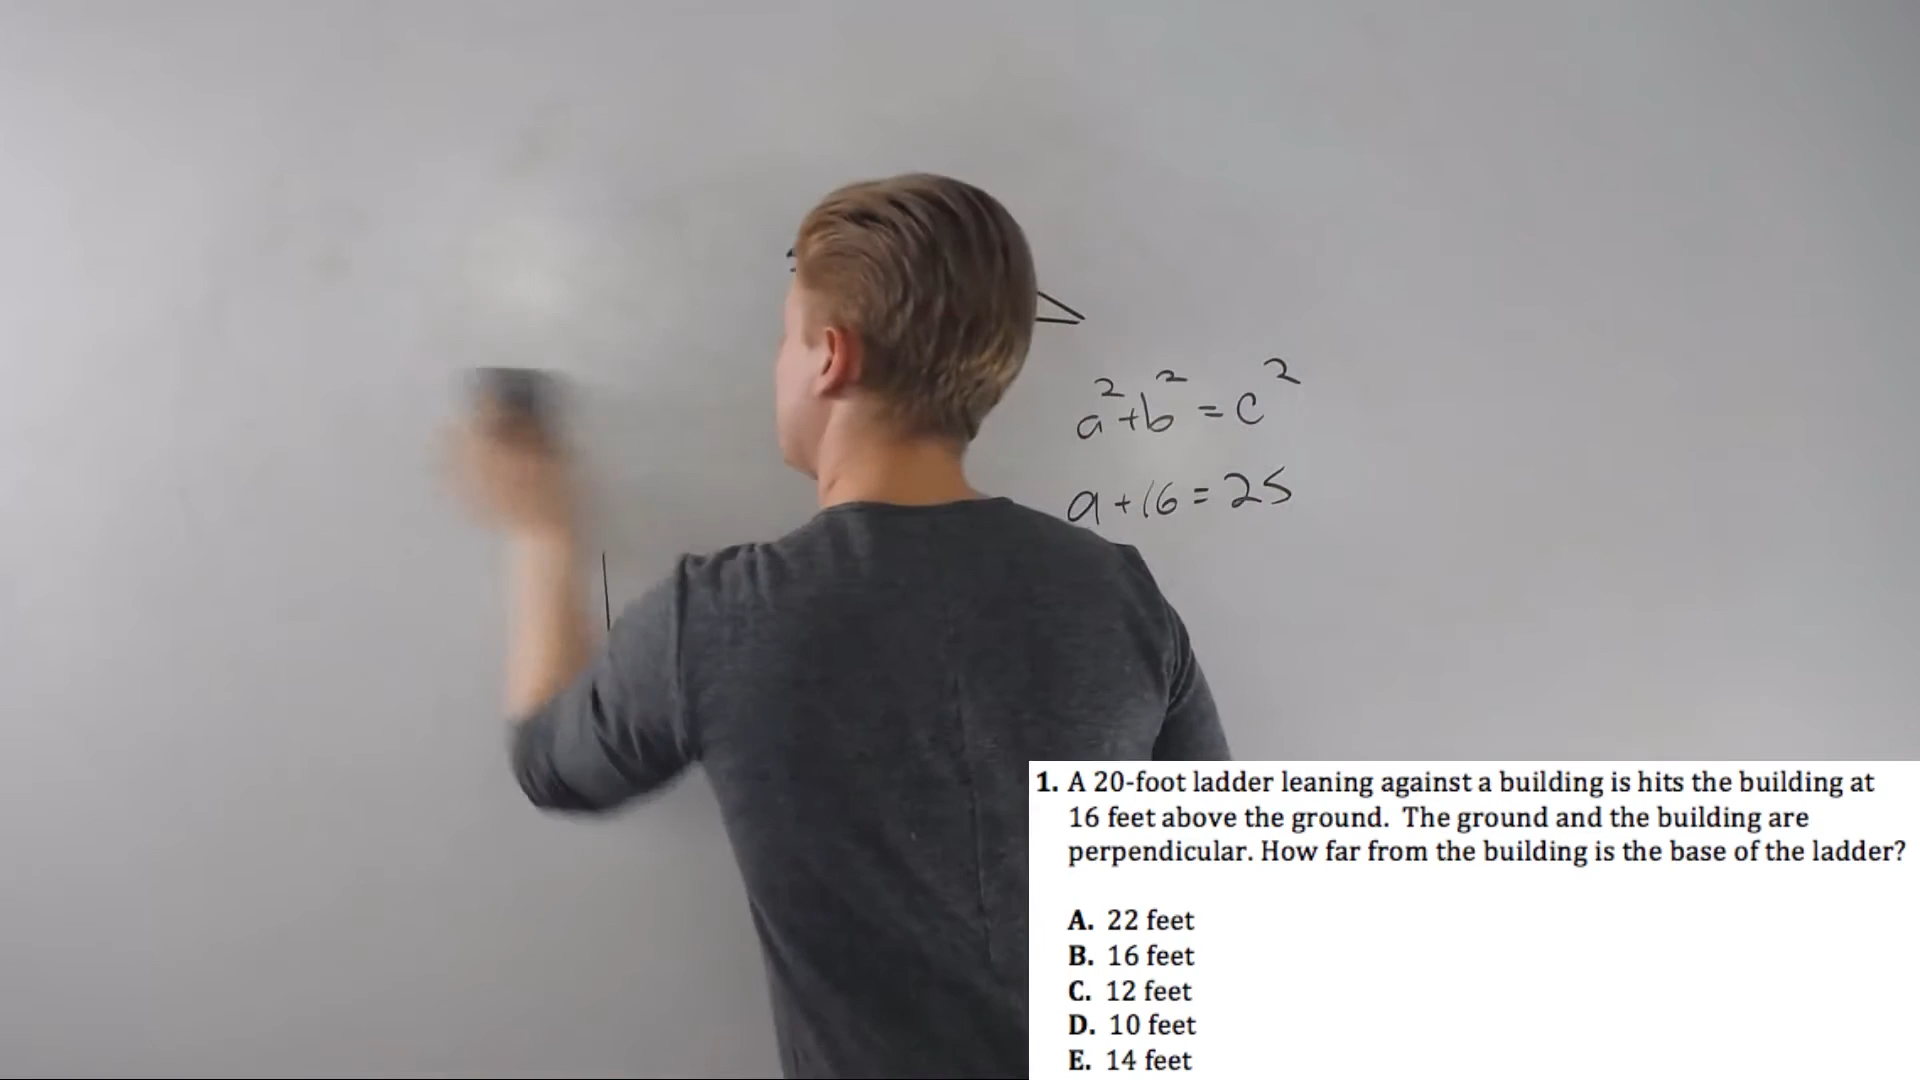 a²+b² = c²
9+16=25
1. A 20-foot ladder leaning against a building is hits the building at
16 feet above the ground. The ground and the building are
perpendicular. How far from the building is the base of the ladder?
A. 22 feet
B. 16 feet
C. 12 feet
D. 10 feet
E. 14 feet